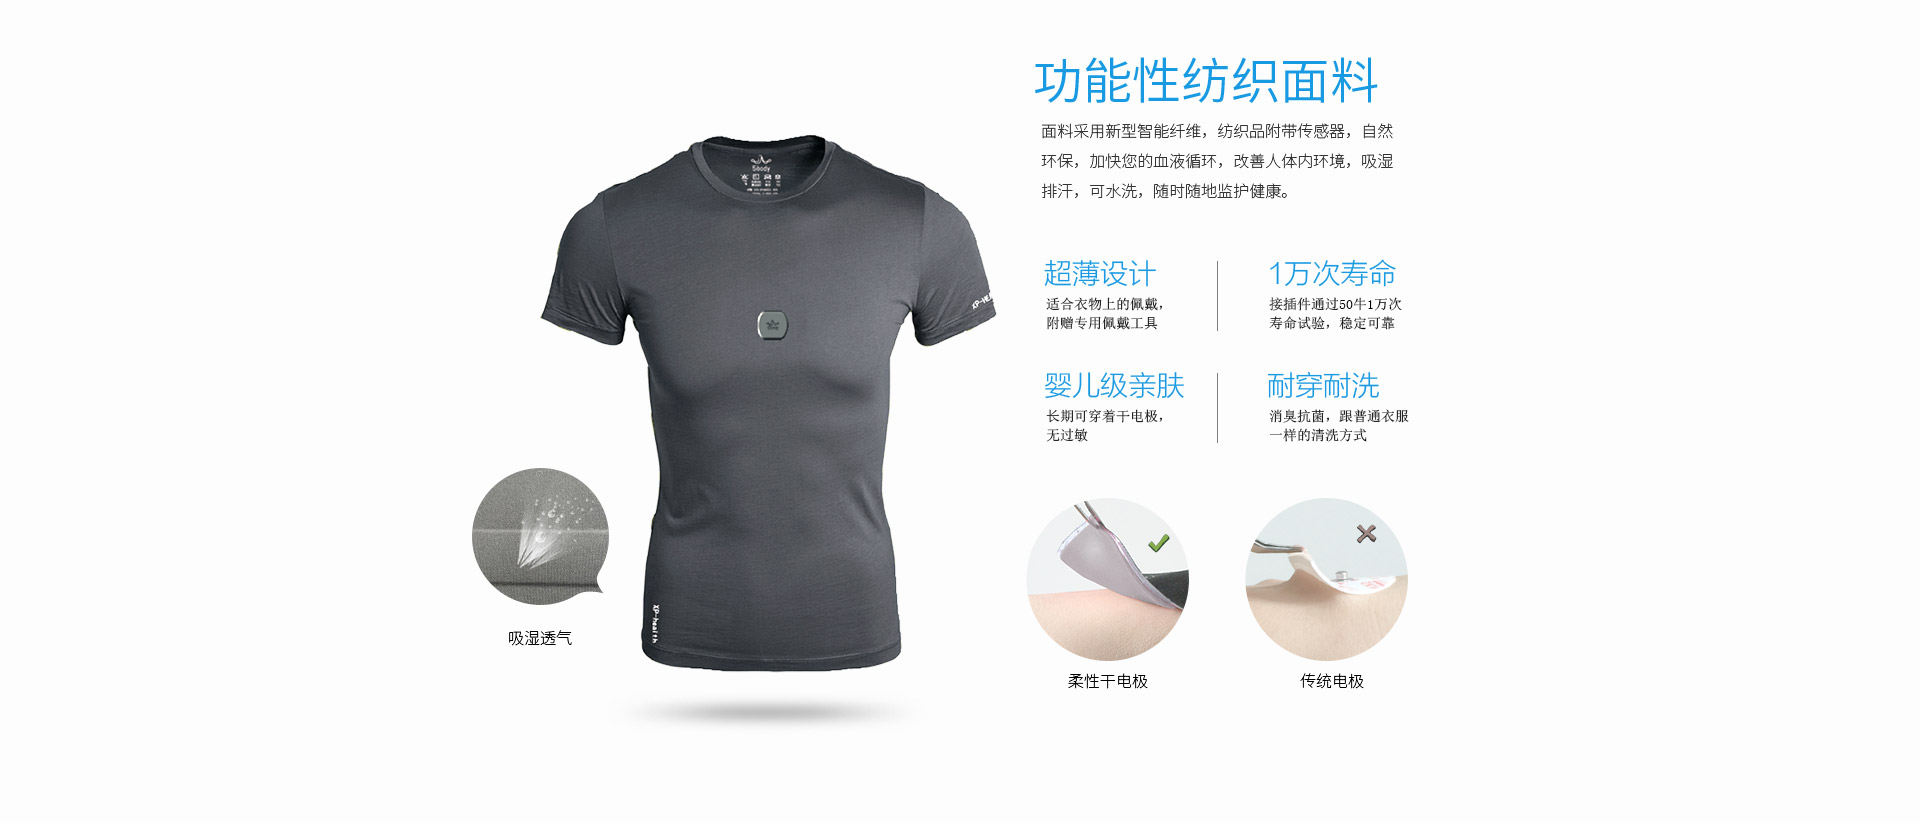 功能性纺织面料
面料采用新型智能纤维，纺织品附带传感器，自然
环保，加快您的血液循环，改善人体内环境，吸湿
排汗，可水洗，随时随地监护健康。
超薄设计
适合衣物上的佩戴，
附赠专用佩戴工具
1万次寿命
接插件通过50牛1万次
寿命试验，稳定可靠
婴儿级亲肤
长期可穿着干电极，
无过敏
耐穿耐洗
消臭抗菌，跟普通衣服
一样的清洗方式
吸湿透气
柔性干电极
传统电极
XP-health